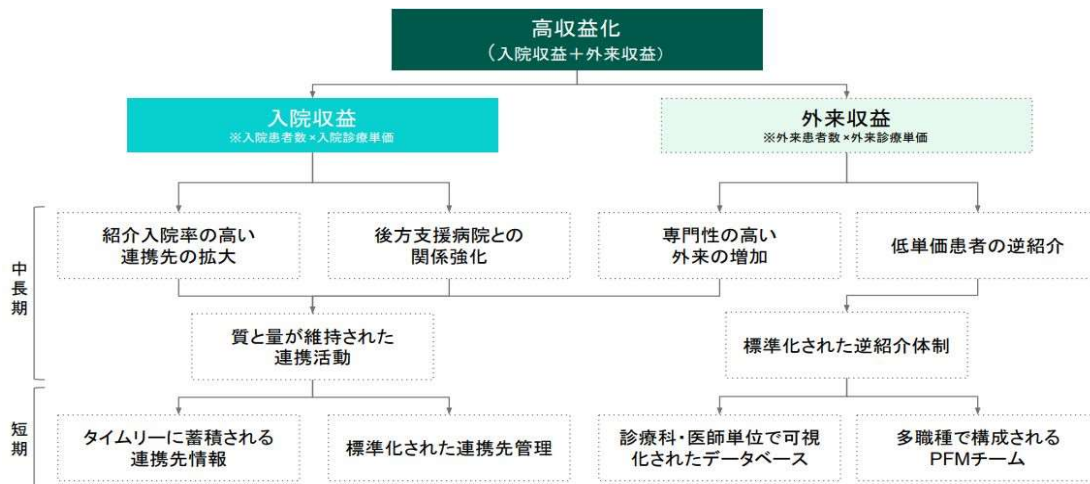 高収益化
（入院収益＋外来収益）
入院収益
※入院患者数×入院診療単価
外来収益
※外来患者数×外来診療単価
中長期
紹介入院率の高い
連携先の拡大
後方支援病院との
関係強化
専門性の高い
外来の増加
低単価患者の逆紹介
質と量が維持された
連携活動
標準化された逆紹介体制
短期
タイムリーに蓄積される
連携先情報
標準化された連携先管理
診療科・医師単位で可視
化されたデータベース
多職種で構成される
PFMチーム